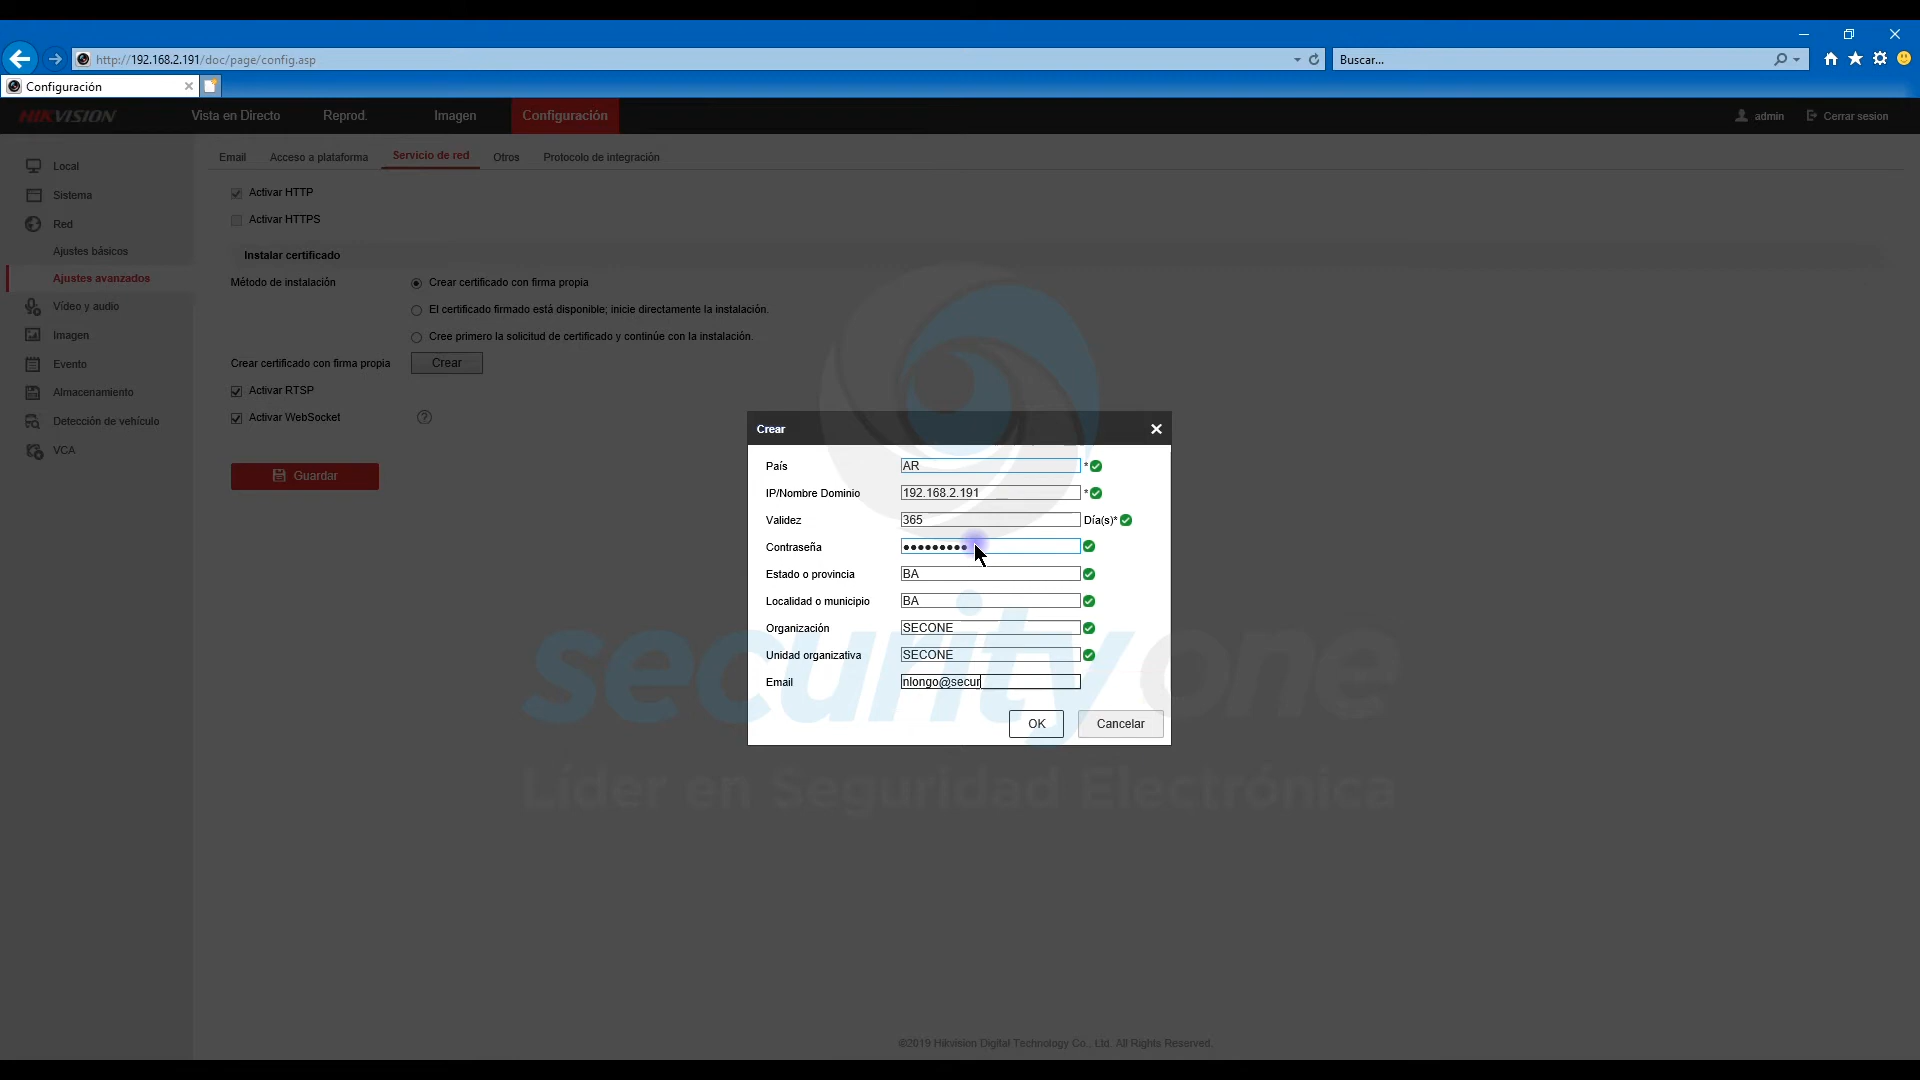 http://192.168.2.191/doc/page/config.asp
Buscar...
Configuración
HIKVISION
Vista en Directo
Reprod.
Imagen
Configuración
admin
Cerrar sesion
Local
Sistema
Red
Ajustes básicos
Ajustes avanzados
Vídeo y audio
Imagen
Evento
Almacenamiento
Detección de vehículo
VCA
Email
Acceso a plataforma
Servicio de red
Otros
Protocolo de integración
Activar HTTP
Activar HTTPS
Instalar certificado
Método de instalación
Crear certificado con firma propia
El certificado firmado está disponible; inicie directamente la instalación.
Cree primero la solicitud de certificado y continúe con la instalación.
Crear certificado con firma propia
Crear
Activar RTSP
Activar WebSocket
?
Guardar
Crear
País AR *
IP/Nombre Dominio 192.168.2.191 *
Validez 365 Día(s)*
Contraseña ●●●●●●●●●
Estado o provincia BA
Localidad o municipio BA
Organización SECONE
Unidad organizativa SECONE
Email nlongo@secur
OK
Cancelar
securityone
Líder en Seguridad Electrónica
©2019 Hikvision Digital Technology Co., Ltd. All Rights Reserved.